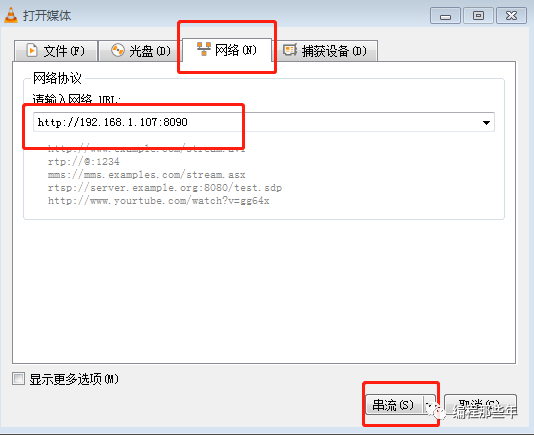 打开媒体
文件(F) 光盘(D) 网络(N) 捕获设备(D)
网络协议
请输入网络 URL:
http://192.168.1.107:8090
http://www.example.com/stream.avi
rtp://@:1234
mms://mms.examples.com/stream.asx
rtsp://server.example.org:8080/test.sdp
http://www.yourtube.com/watch?v=gg64x
显示更多选项(M)
串流(S) 取消(C)
编程那些年